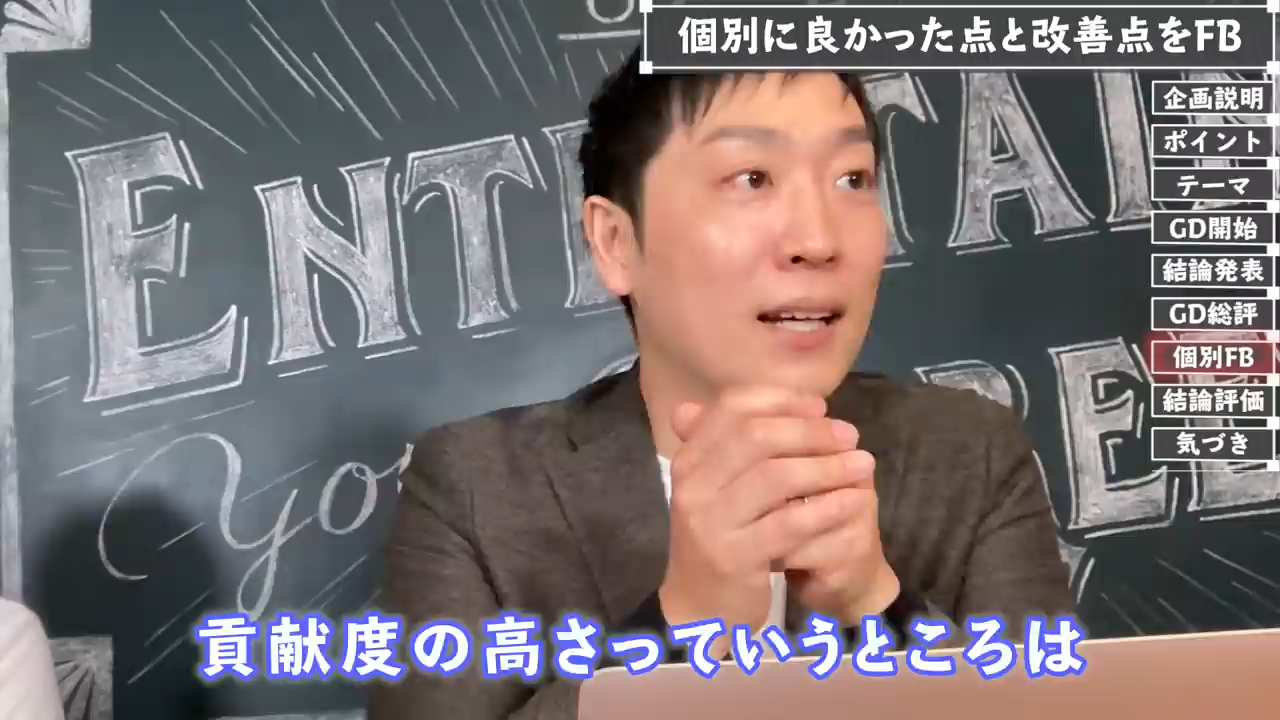 個別に良かった点と改善点をFB
企画説明
ポイント
テーマ
GD開始
結論発表
GD総評
個別FB
結論評価
気づき
ENTERTAIN
You
貢献度の高さっていうところは